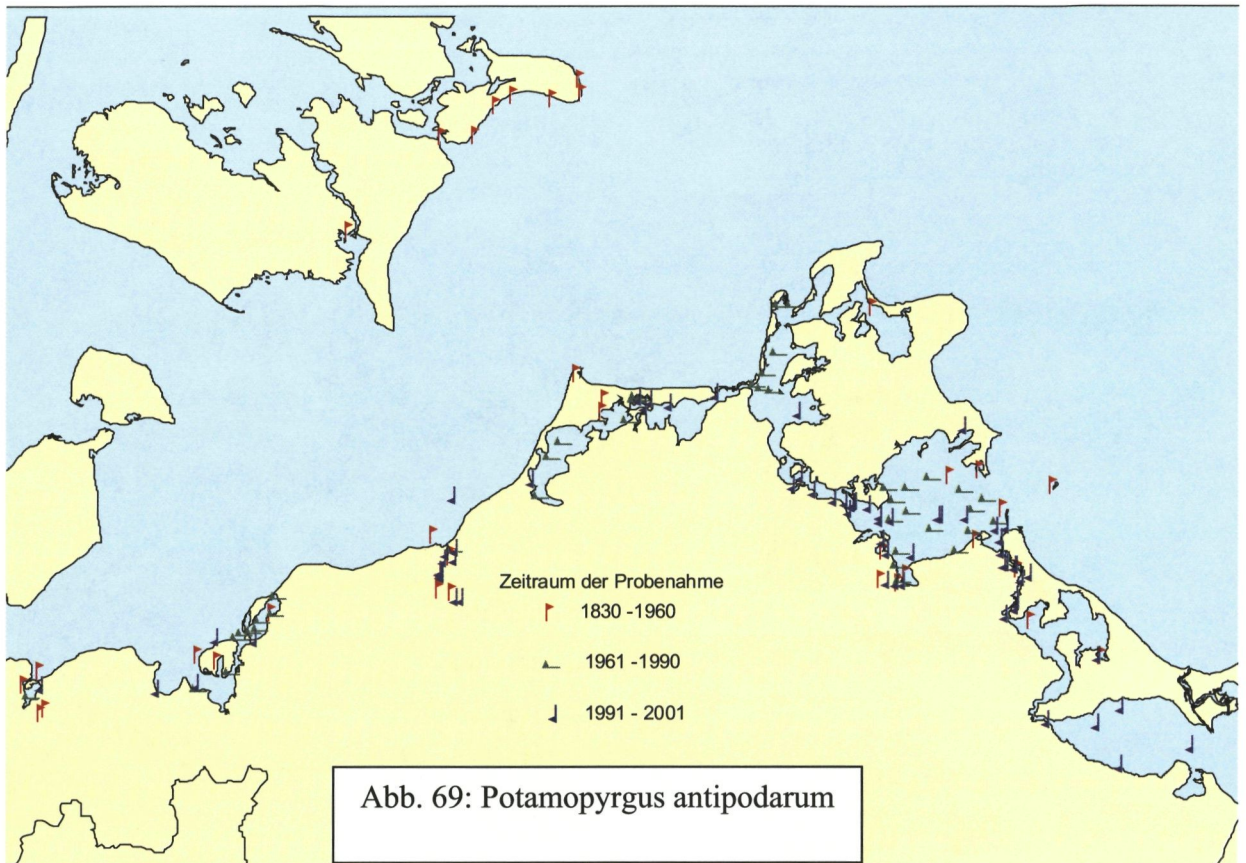 Zeitraum der Probenahme
1830 -1960
1961 -1990
1991 - 2001
Abb. 69: Potamopyrgus antipodarum